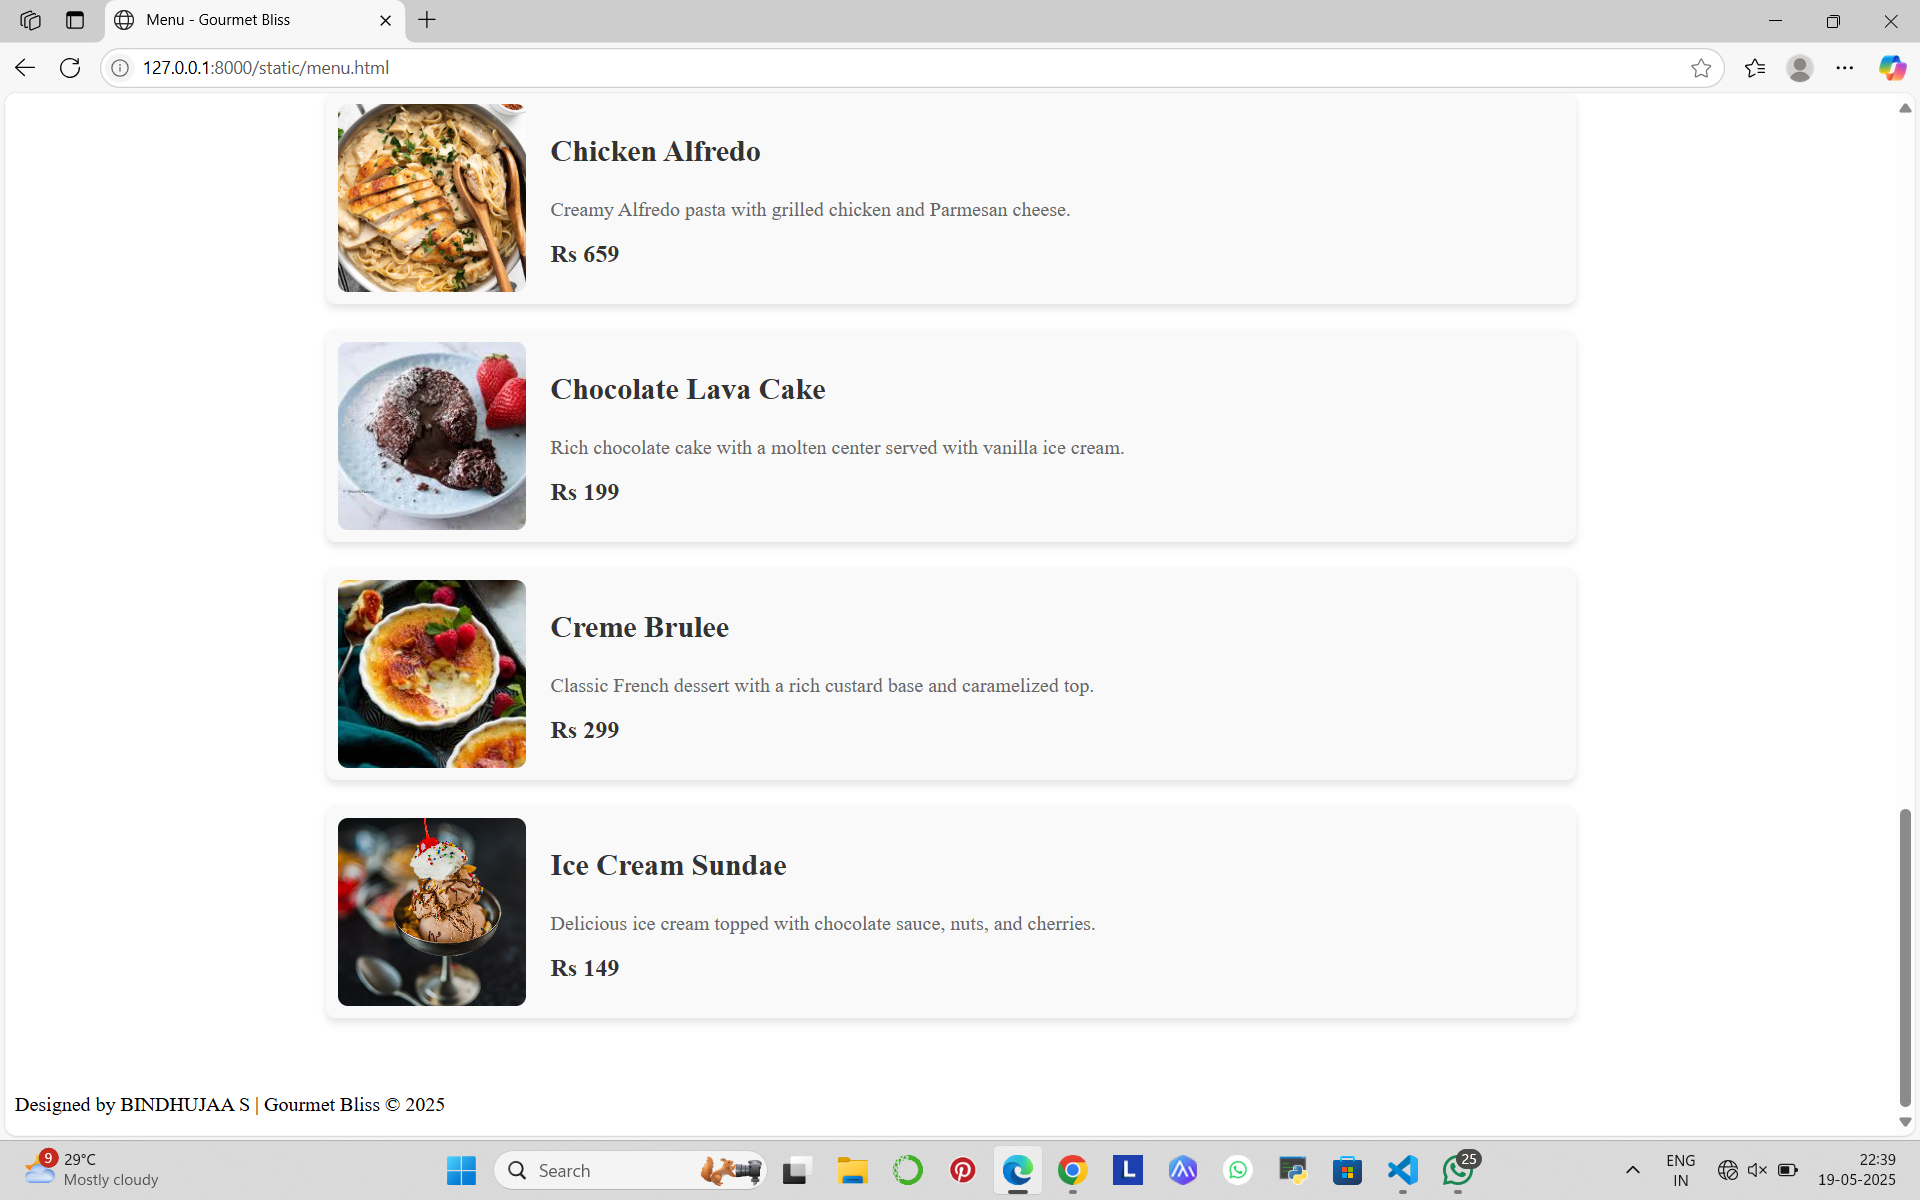 Menu - Gourmet Bliss
127.0.0.1:8000/static/menu.html
Chicken Alfredo
Creamy Alfredo pasta with grilled chicken and Parmesan cheese.
Rs 659
Chocolate Lava Cake
Rich chocolate cake with a molten center served with vanilla ice cream.
Rs 199
Creme Brulee
Classic French dessert with a rich custard base and caramelized top.
Rs 299
Ice Cream Sundae
Delicious ice cream topped with chocolate sauce, nuts, and cherries.
Rs 149
Designed by BINDHUJAA S | Gourmet Bliss © 2025
9
29°C
Mostly cloudy
Search
L
25
ENG
IN
22:39
19-05-2025